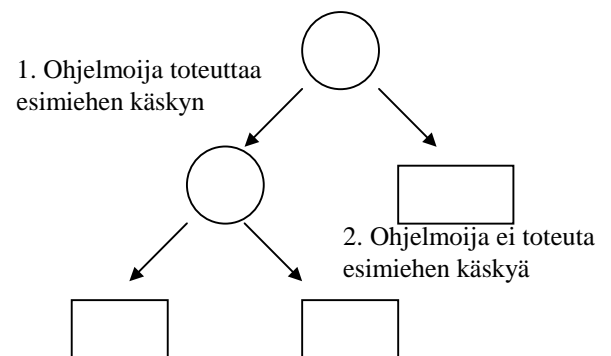 1. Ohjelmoija toteuttaa
esimiehen käskyn
2. Ohjelmoija ei toteuta
esimiehen käskyä